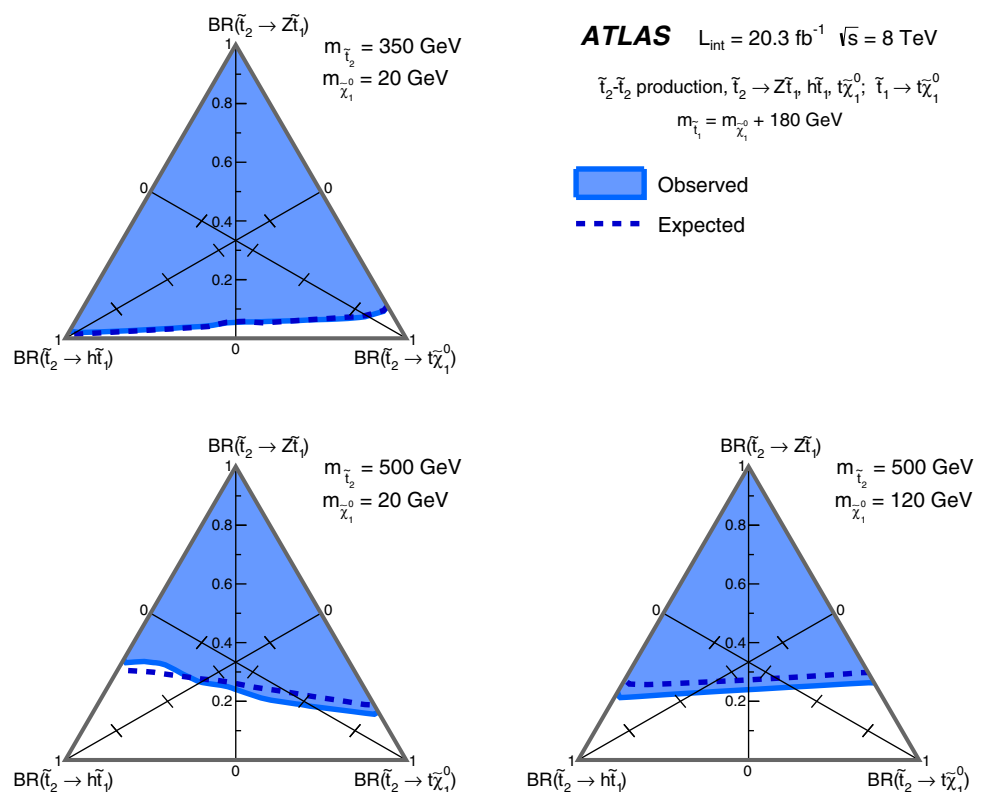 BR(t̃₂ → Zt̃₁)
m_t̃₂ = 350 GeV
m_χ̃₁⁰ = 20 GeV
1
0.8
0.6
0 0
0.4
0.2
1 0 1
BR(t̃₂ → ht̃₁) BR(t̃₂ → tχ̃₁⁰)
ATLAS L_int = 20.3 fb⁻¹ √s = 8 TeV
t̃₂-t̃₂ production, t̃₂ → Zt̃₁, ht̃₁, tχ̃₁⁰; t̃₁ → tχ̃₁⁰
m_t̃₁ = m_χ̃₁⁰ + 180 GeV
Observed
Expected
BR(t̃₂ → Zt̃₁)
m_t̃₂ = 500 GeV
m_χ̃₁⁰ = 20 GeV
1
0.8
0.6
0 0
0.4
0.2
1 0 1
BR(t̃₂ → ht̃₁) BR(t̃₂ → tχ̃₁⁰)
BR(t̃₂ → Zt̃₁)
m_t̃₂ = 500 GeV
m_χ̃₁⁰ = 120 GeV
1
0.8
0.6
0 0
0.4
0.2
1 0 1
BR(t̃₂ → ht̃₁) BR(t̃₂ → tχ̃₁⁰)